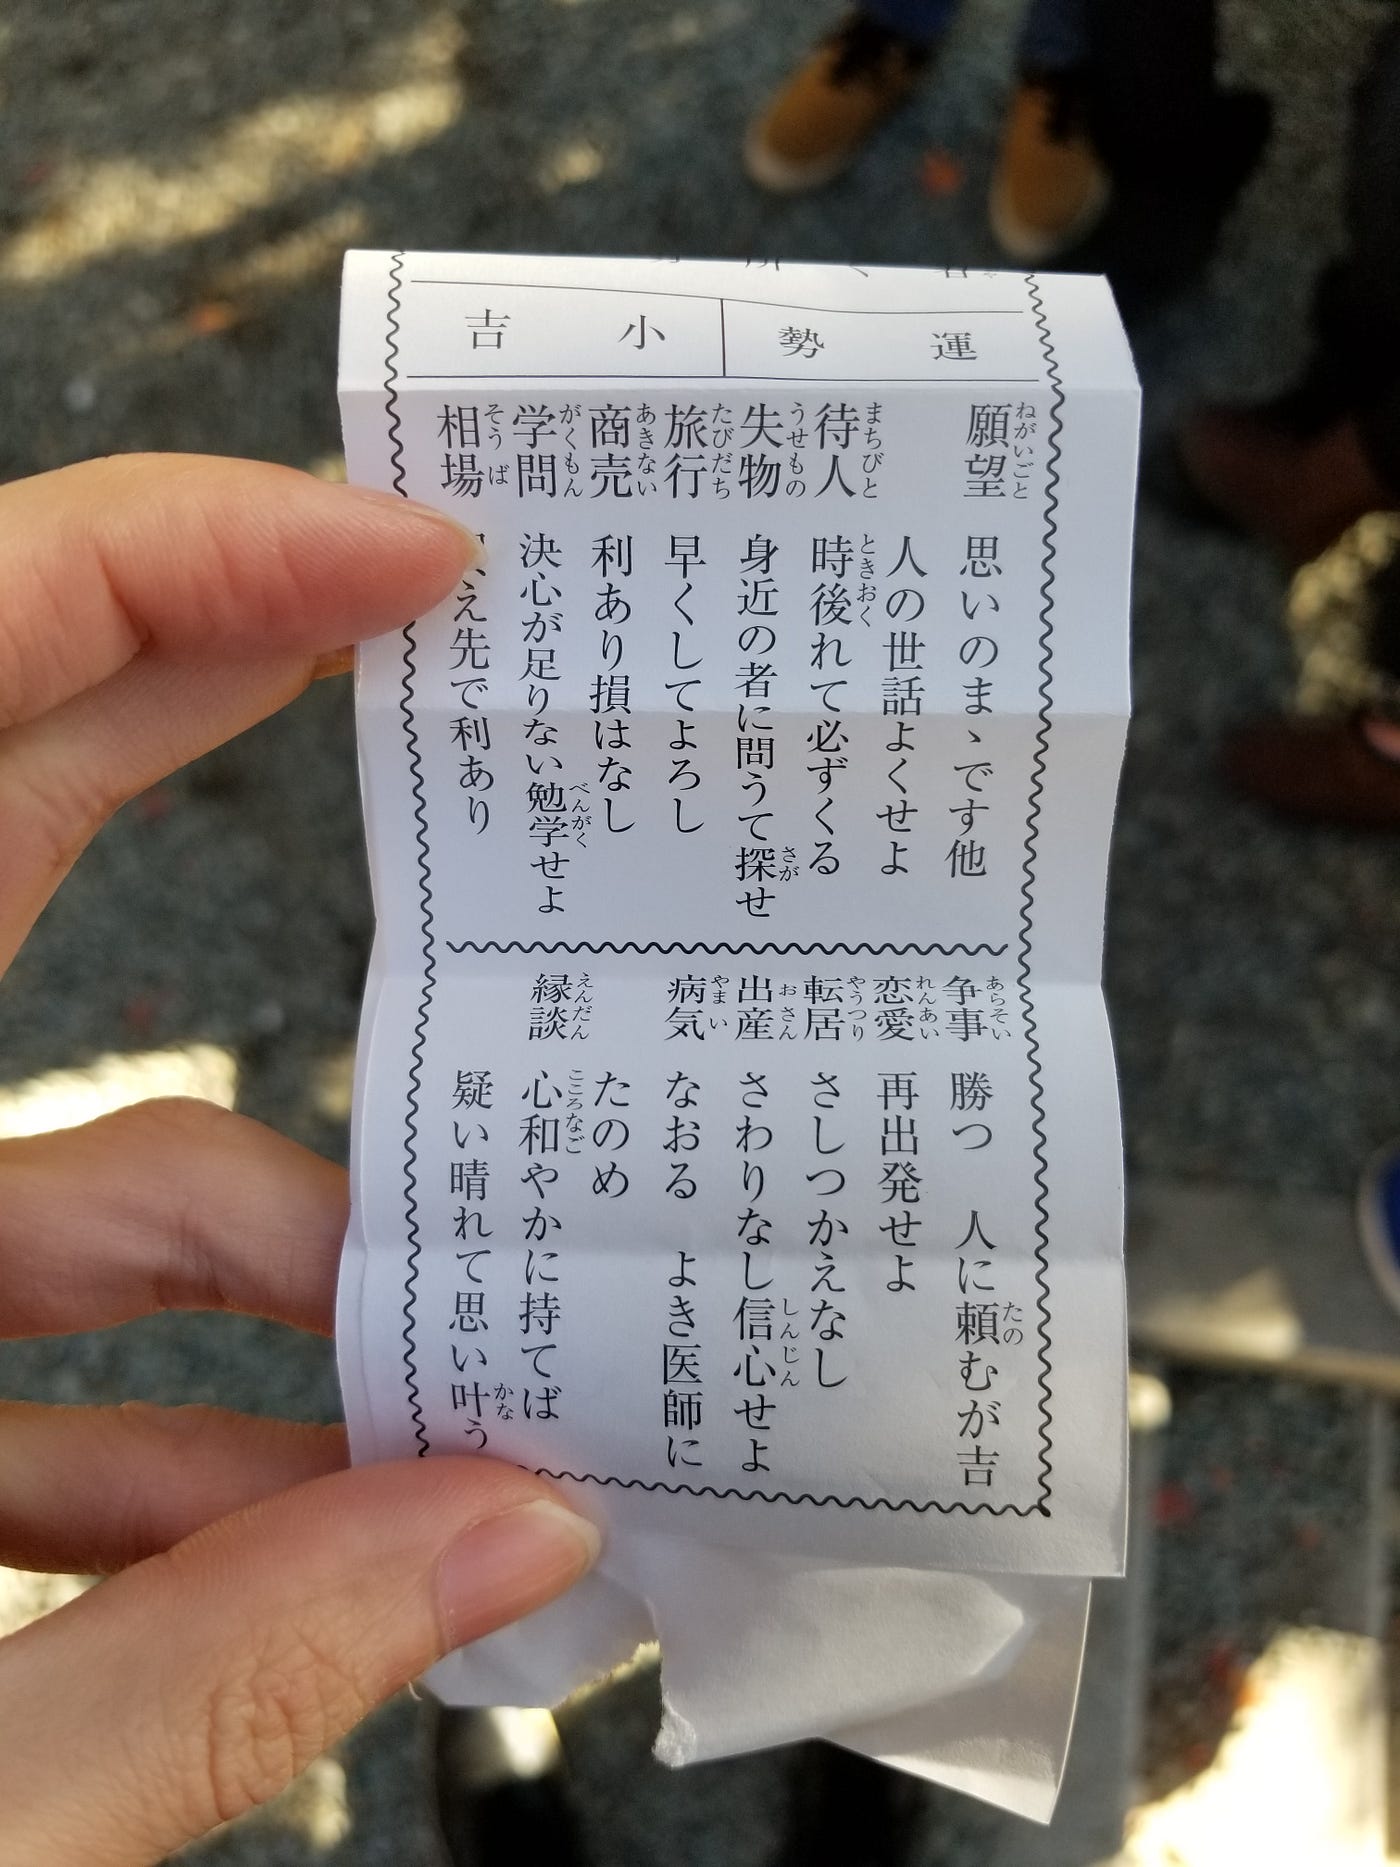 運勢 小吉
願望 思いのまゝです他
人の世話よくせよ
待人 時後れて必ずくる
失物 身近の者に問うて探せ
旅行 早くしてよろし
商売 利あり損はなし
学問 決心が足りない勉学せよ
相場 え先で利あり
争事 勝つ 人に頼むが吉
恋愛 再出発せよ
転居 さしつかえなし
出産 さわりなし信心せよ
病気 なおる よき医師に
たのめ
縁談 心和やかに持てば
疑い晴れて思い叶う